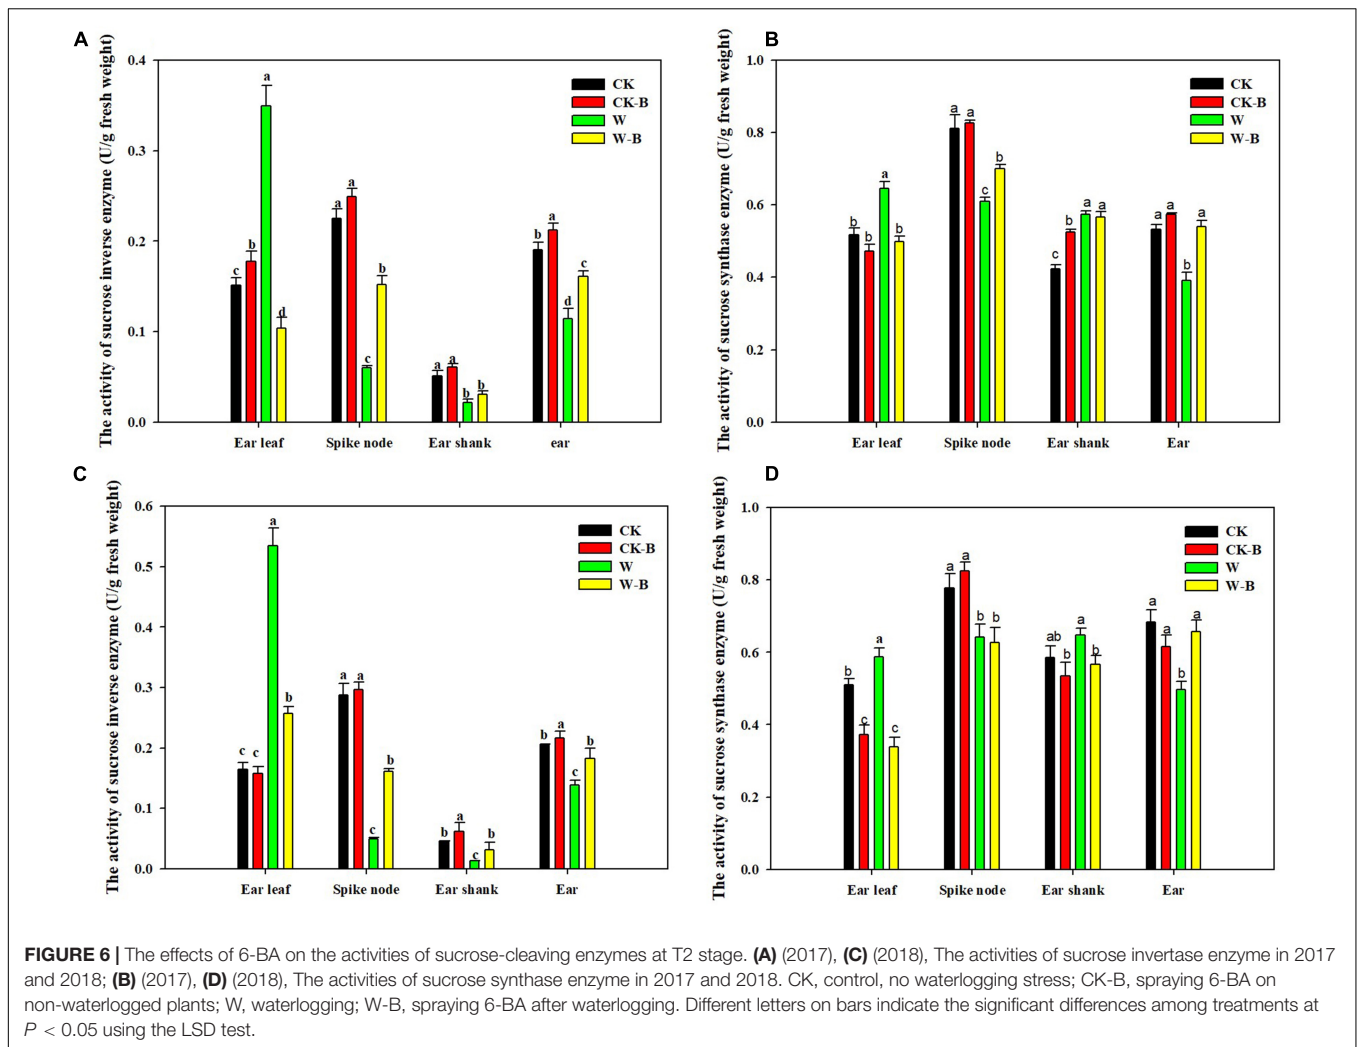 A
The activity of sucrose inverse enzyme (U/g fresh weight)
0.4
0.3
0.2
0.1
0.0
CK
CK-B
W
W-B
c b a d
a a c b
a a b b
b a d c
Ear leaf Spike node Ear shank ear
B
The activity of sucrose synthase enzyme (U/g fresh weight)
1.0
0.8
0.6
0.4
0.2
0.0
CK
CK-B
W
W-B
b b a b
a a c b
c b a a
a a b a
Ear leaf Spike node Ear shank Ear
C
The activity of sucrose inverse enzyme (U/g fresh weight)
0.6
0.5
0.4
0.3
0.2
0.1
0.0
CK
CK-B
W
W-B
c c a b
a a c b
b a c b
b a c b
Ear leaf Spike node Ear shank Ear
D
The activity of sucrose synthase enzyme (U/g fresh weight)
1.0
0.8
0.6
0.4
0.2
0.0
CK
CK-B
W
W-B
b c a c
a a b b
ab b a b
a a b a
Ear leaf Spike node Ear shank Ear
FIGURE 6 | The effects of 6-BA on the activities of sucrose-cleaving enzymes at T2 stage. (A) (2017), (C) (2018), The activities of sucrose invertase enzyme in 2017
and 2018; (B) (2017), (D) (2018), The activities of sucrose synthase enzyme in 2017 and 2018. CK, control, no waterlogging stress; CK-B, spraying 6-BA on
non-waterlogged plants; W, waterlogging; W-B, spraying 6-BA after waterlogging. Different letters on bars indicate the significant differences among treatments at
P < 0.05 using the LSD test.